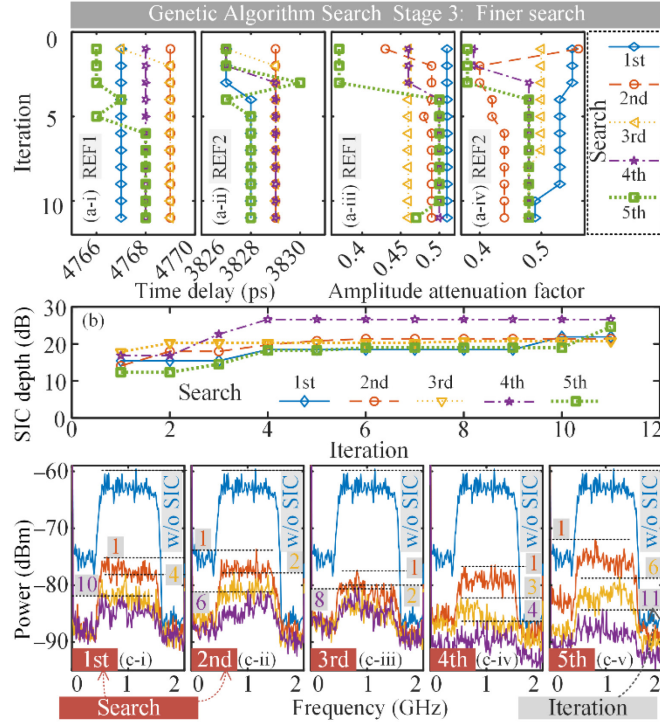 Genetic Algorithm Search Stage 3: Finer search
0
5
10
Iteration
(a-i) REF1
(a-ii) REF2
(a-iii) REF1
(a-iv) REF2
Search
1st
2nd
3rd
4th
5th
4766
4768
4770
3826
3828
3830
0.4
0.45
0.5
0.4
0.5
Time delay (ps)
Amplitude attenuation factor
(b)
30
20
10
0
SIC depth (dB)
Search
1st
2nd
3rd
4th
5th
0
2
4
6
8
10
12
Iteration
−60
−70
−80
−90
Power (dBm)
w/o SIC
1
4
10
1st (c-i)
w/o SIC
1
2
6
2nd (c-ii)
w/o SIC
1
2
8
3rd (c-iii)
w/o SIC
1
3
4
4th (c-iv)
w/o SIC
1
6
11
5th (c-v)
0 1 2 0 1 2 0 1 2 0 1 2 0 1 2
Search
Frequency (GHz)
Iteration